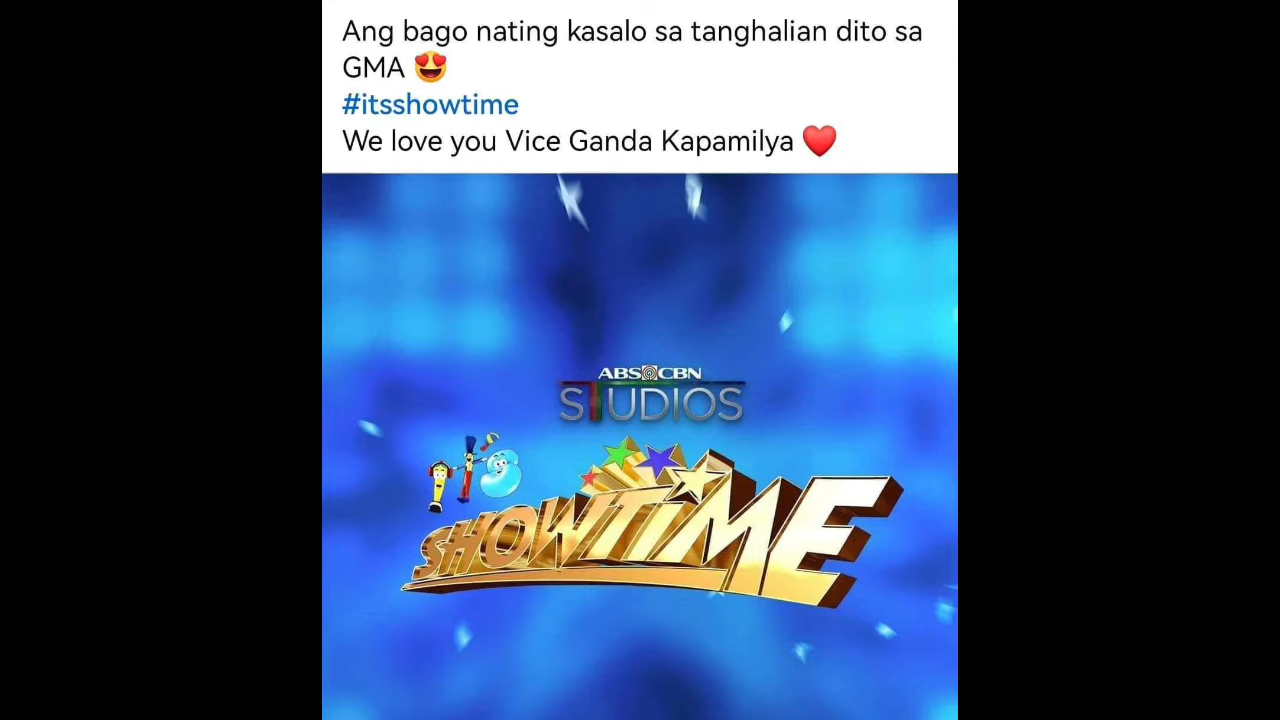 Ang bago nating kasalo sa tanghalian dito sa
GMA 😍
#itsshowtime
We love you Vice Ganda Kapamilya ❤️
ABS CBN
STUDIOS
it's
SHOWTiME